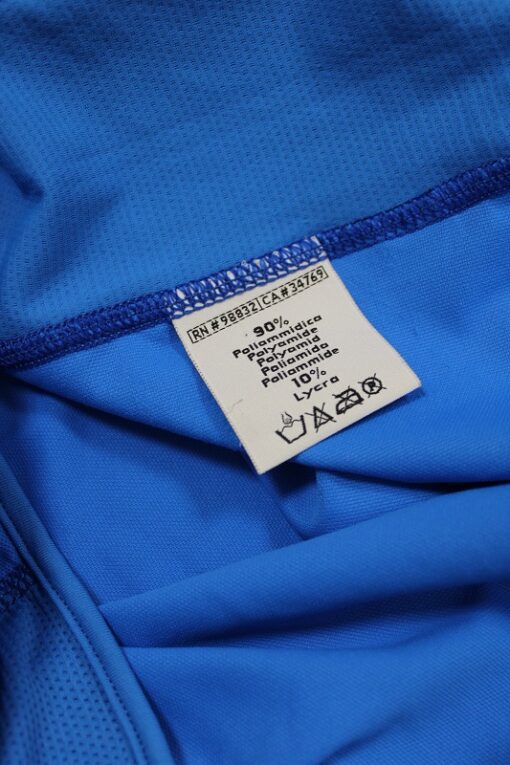 RN#98832 CA#34769
90%
Poliammidica
Polyamide
Polyamid
Poliamida
Poliammide
10%
Lycra